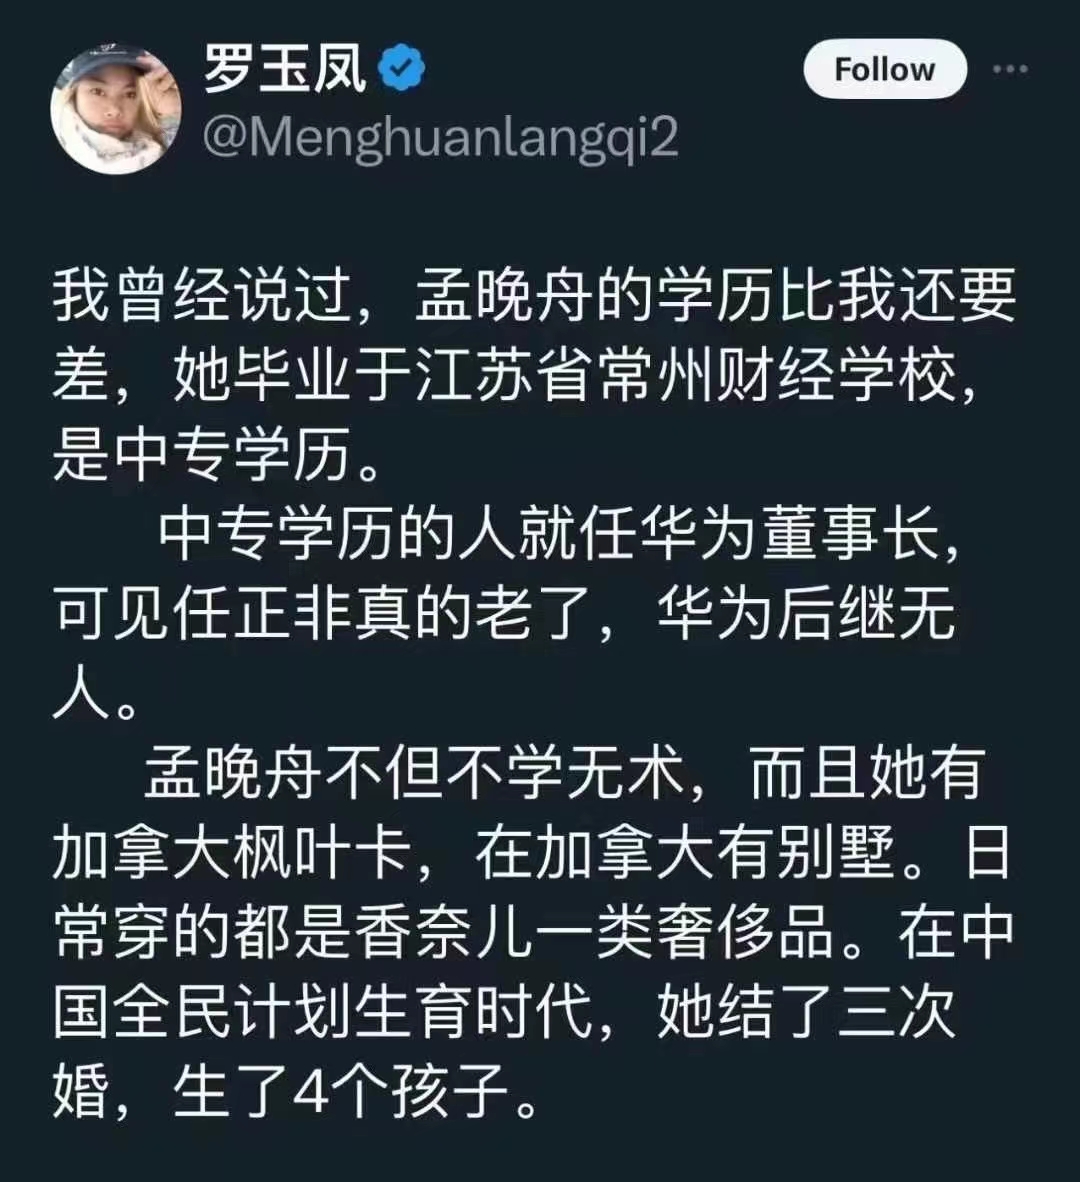 罗玉凤
Follow
@Menghuanlangqi2
我曾经说过，孟晚舟的学历比我还要
差，她毕业于江苏省常州财经学校，
是中专学历。
中专学历的人就任华为董事长，
可见任正非真的老了，华为后继无
人。
孟晚舟不但不学无术，而且她有
加拿大枫叶卡，在加拿大有别墅。日
常穿的都是香奈儿一类奢侈品。在中
国全民计划生育时代，她结了三次
婚，生了4个孩子。